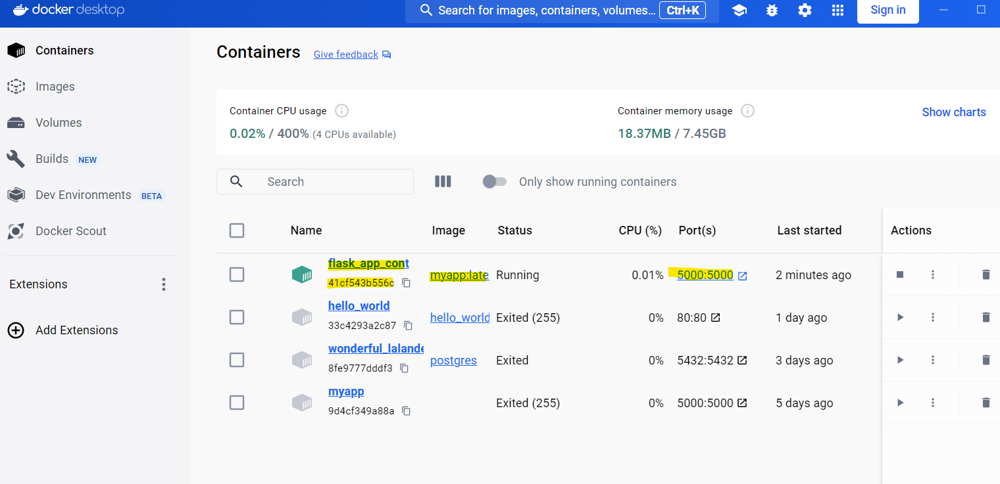 docker desktop
Search for images, containers, volumes... Ctrl+K
Sign in
Containers
Images
Volumes
Builds NEW
Dev Environments BETA
Docker Scout
Extensions
Add Extensions
Containers Give feedback
Container CPU usage
0.02% / 400% (4 CPUs available)
Container memory usage
18.37MB / 7.45GB
Show charts
Search
Only show running containers
Name Image Status CPU (%) Port(s) Last started Actions
flask_app_cont
41cf543b556c
myapp:late Running 0.01% 5000:5000 2 minutes ago
hello_world
33c4293a2c87
hello_world Exited (255) 0% 80:80 1 day ago
wonderful_lalande
8fe9777dddf3
postgres Exited 0% 5432:5432 3 days ago
myapp
9d4cf349a88a
Exited (255) 0% 5000:5000 5 days ago